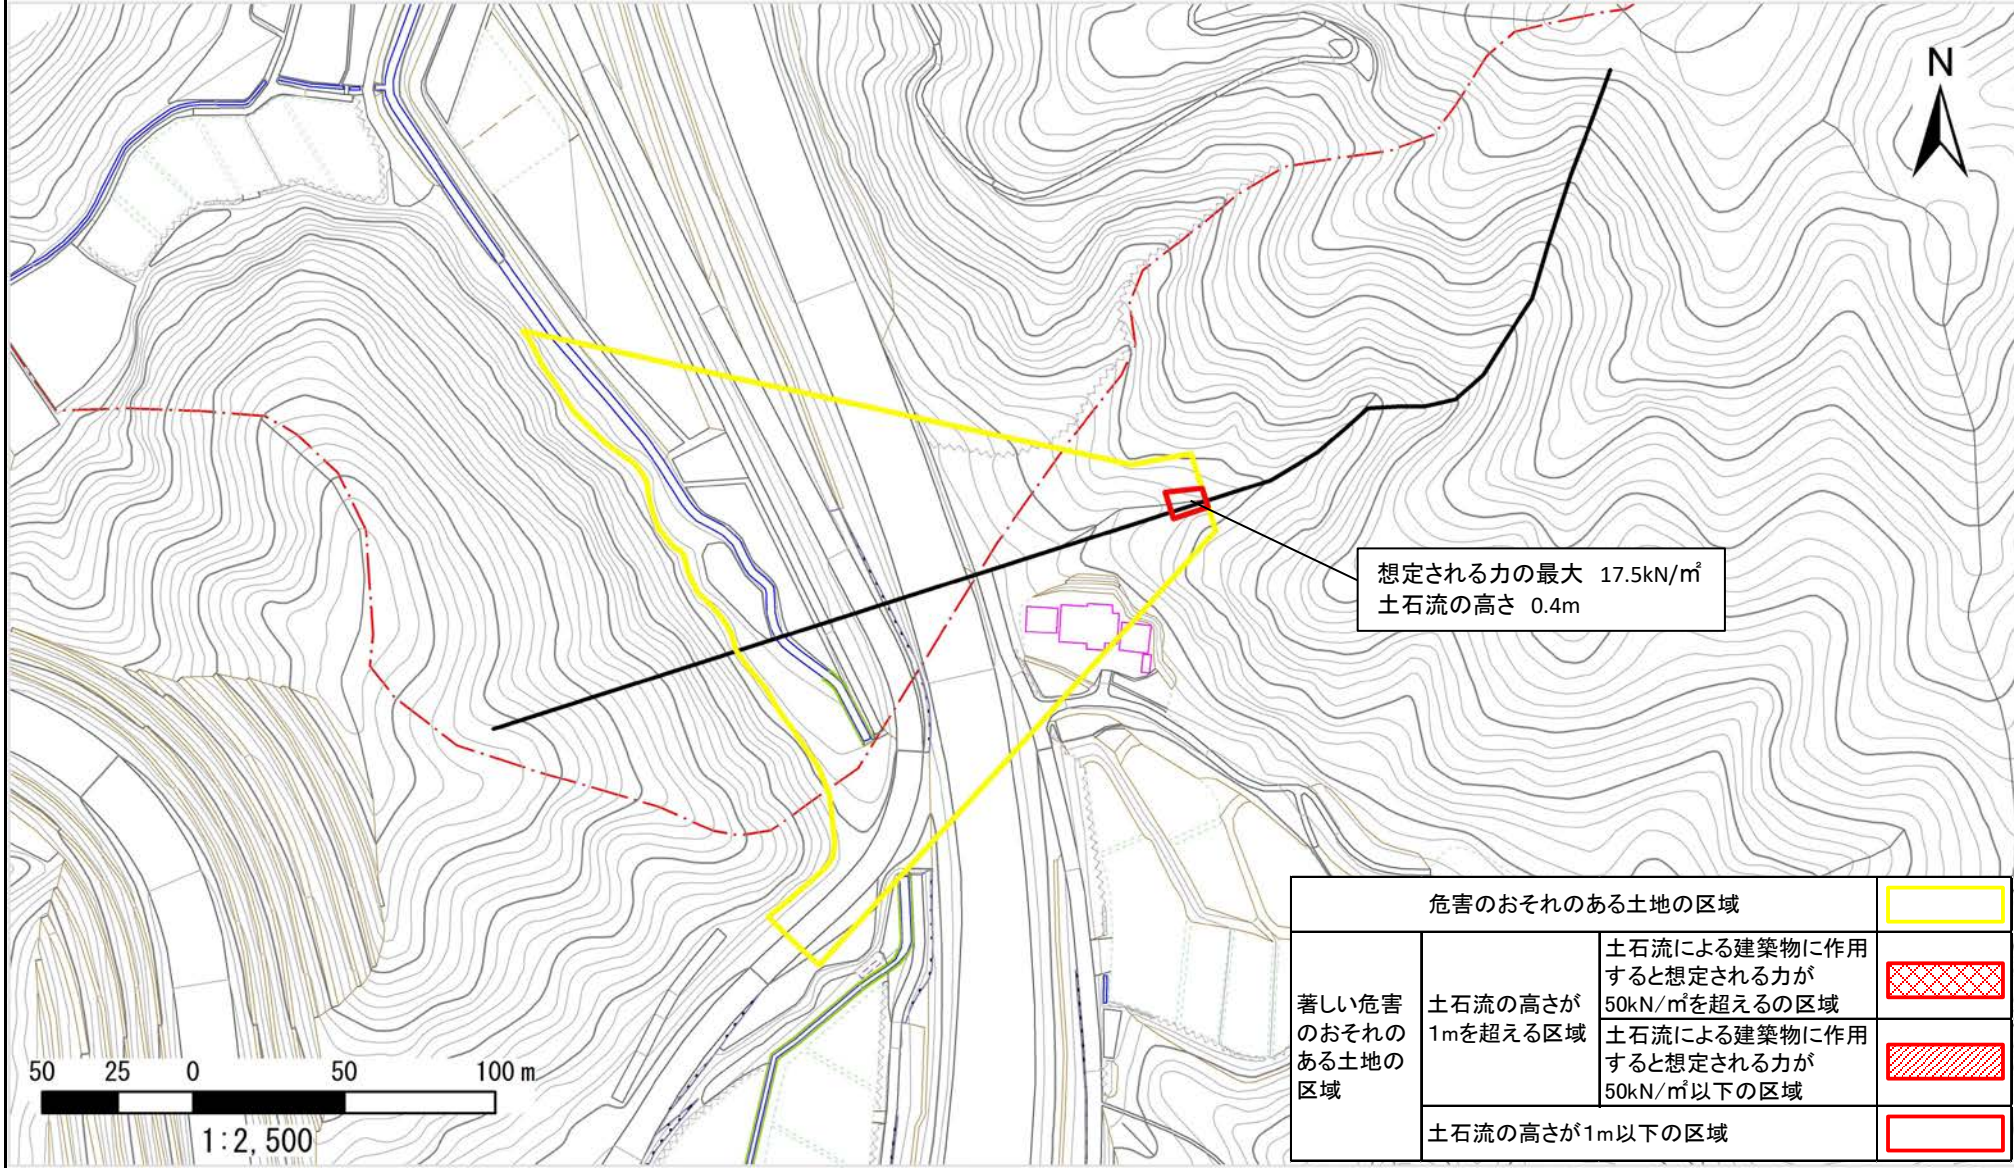 N
想定される力の最大 17.5kN/㎡
土石流の高さ 0.4m
危害のおそれのある土地の区域
著しい危害
のおそれの
ある土地の
区域
土石流の高さが
1mを超える区域
土石流による建築物に作用
すると想定される力が
50kN/㎡を超えるの区域
土石流による建築物に作用
すると想定される力が
50kN/㎡以下の区域
土石流の高さが1m以下の区域
50 25 0 50 100 m
1:2,500